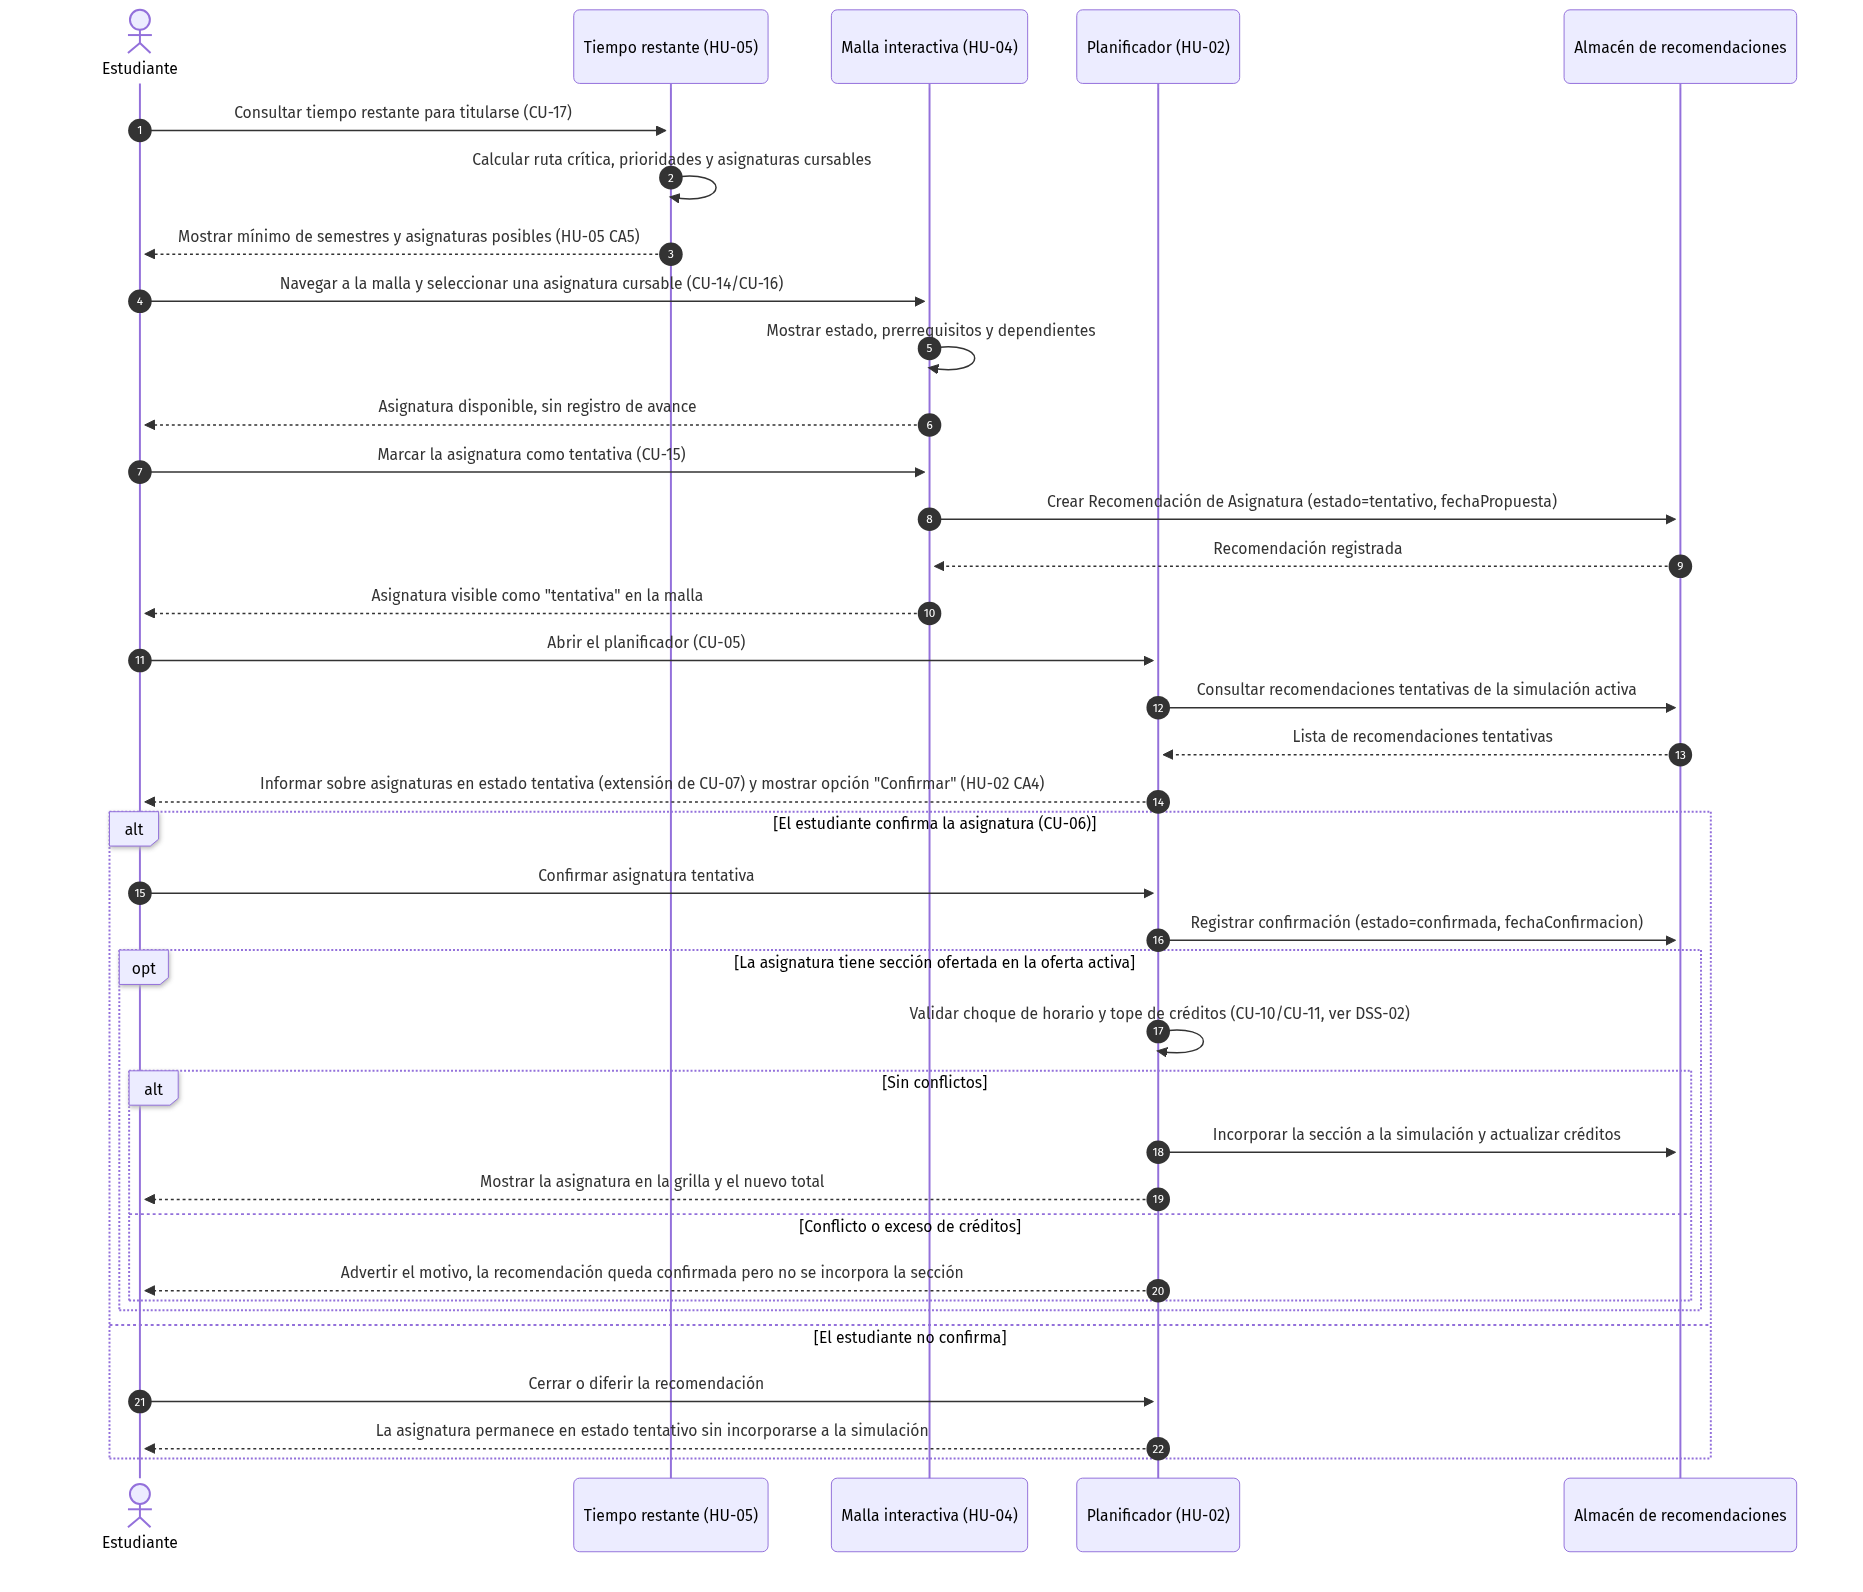 Estudiante
Tiempo restante (HU-05)
Malla interactiva (HU-04)
Planificador (HU-02)
Almacén de recomendaciones
Consultar tiempo restante para titularse (CU-17)
1
Calcular ruta crítica, prioridades y asignaturas cursables
2
Mostrar mínimo de semestres y asignaturas posibles (HU-05 CA5)
3
Navegar a la malla y seleccionar una asignatura cursable (CU-14/CU-16)
4
Mostrar estado, prerrequisitos y dependientes
5
Asignatura disponible, sin registro de avance
6
Marcar la asignatura como tentativa (CU-15)
7
Crear Recomendación de Asignatura (estado=tentativo, fechaPropuesta)
8
Recomendación registrada
9
Asignatura visible como "tentativa" en la malla
10
Abrir el planificador (CU-05)
11
Consultar recomendaciones tentativas de la simulación activa
12
Lista de recomendaciones tentativas
13
Informar sobre asignaturas en estado tentativa (extensión de CU-07) y mostrar opción "Confirmar" (HU-02 CA4)
14
alt
[El estudiante confirma la asignatura (CU-06)]
Confirmar asignatura tentativa
15
Registrar confirmación (estado=confirmada, fechaConfirmacion)
16
opt
[La asignatura tiene sección ofertada en la oferta activa]
Validar choque de horario y tope de créditos (CU-10/CU-11, ver DSS-02)
17
alt
[Sin conflictos]
Incorporar la sección a la simulación y actualizar créditos
18
Mostrar la asignatura en la grilla y el nuevo total
19
[Conflicto o exceso de créditos]
Advertir el motivo, la recomendación queda confirmada pero no se incorpora la sección
20
[El estudiante no confirma]
Cerrar o diferir la recomendación
21
La asignatura permanece en estado tentativo sin incorporarse a la simulación
22
Estudiante
Tiempo restante (HU-05)
Malla interactiva (HU-04)
Planificador (HU-02)
Almacén de recomendaciones